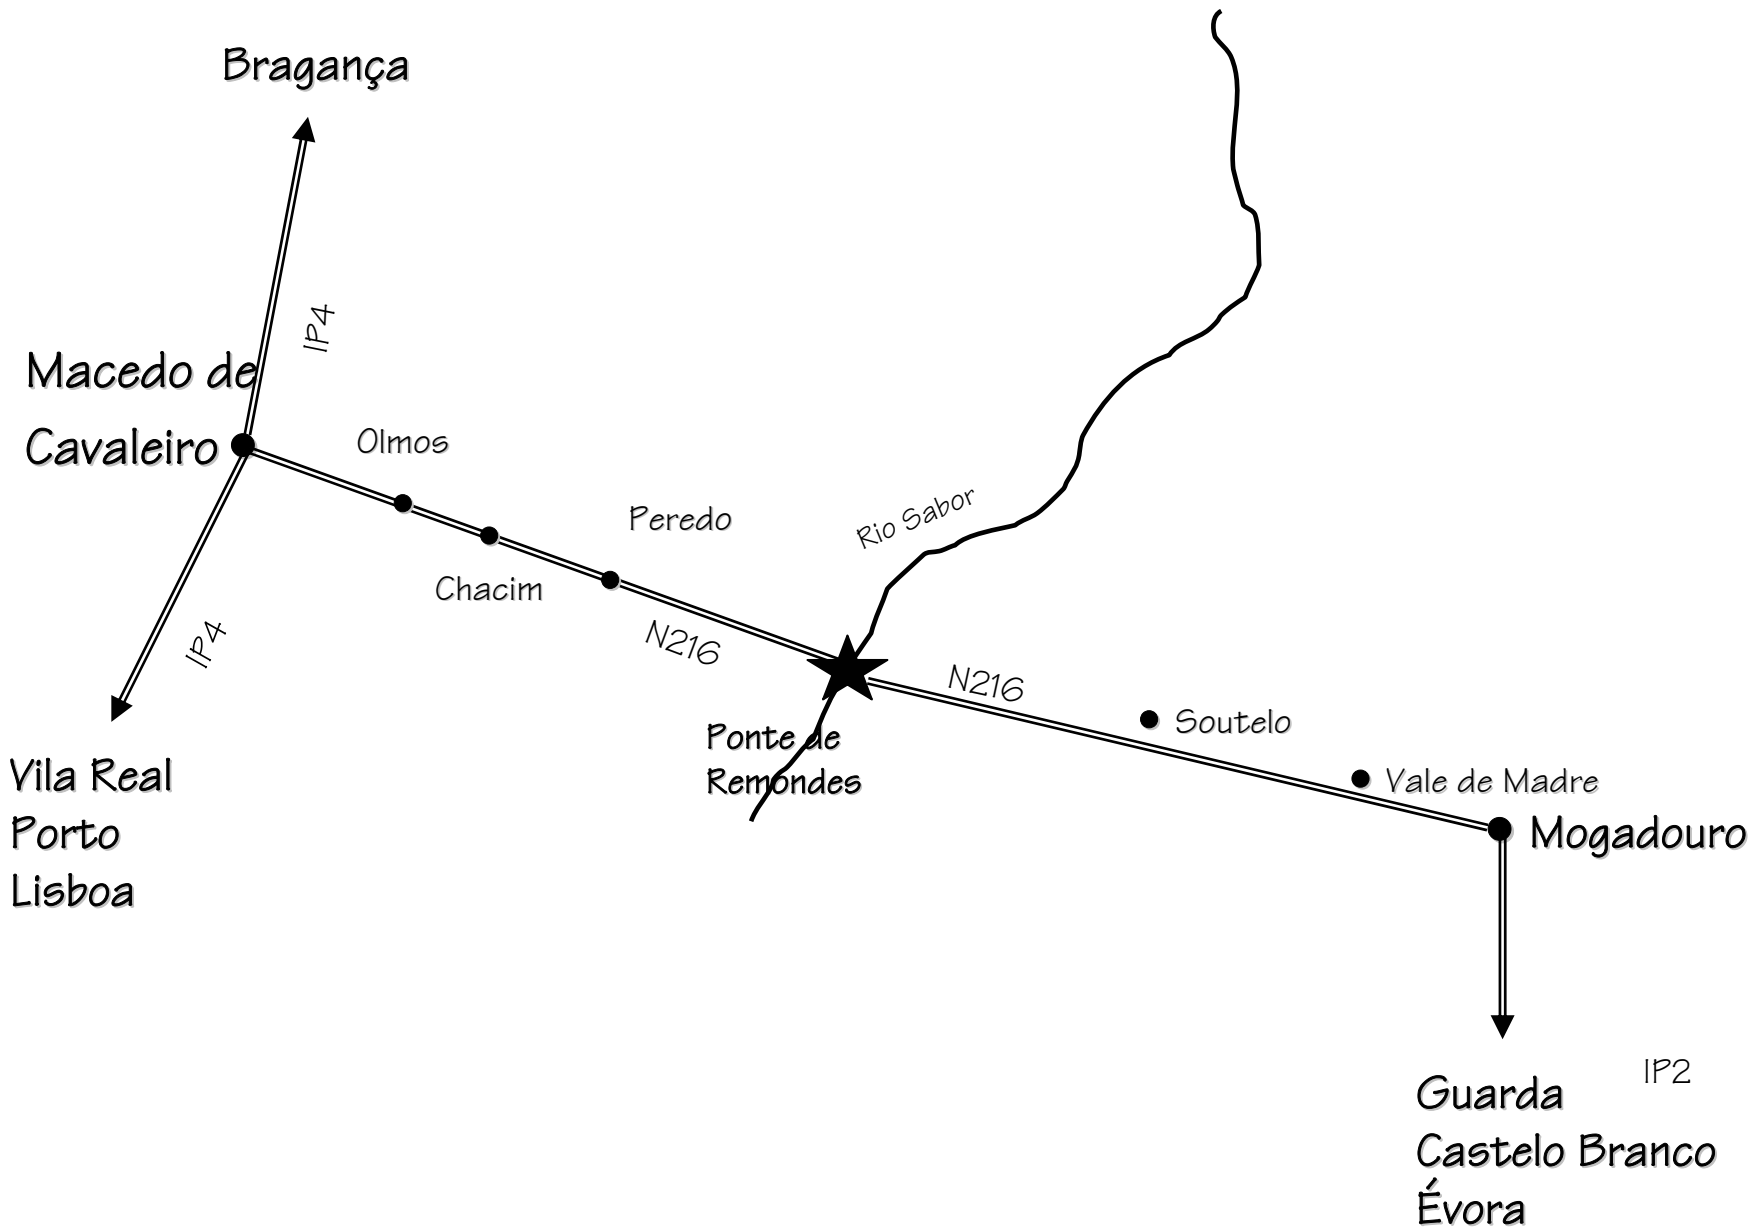 Bragança
IP4
Macedo de
Cavaleiro
Olmos
Peredo
Rio Sabor
Chacim
N216
IP4
N216
Soutelo
Ponte de
Remondes
Vale de Madre
Vila Real
Porto
Lisboa
Mogadouro
IP2
Guarda
Castelo Branco
Évora